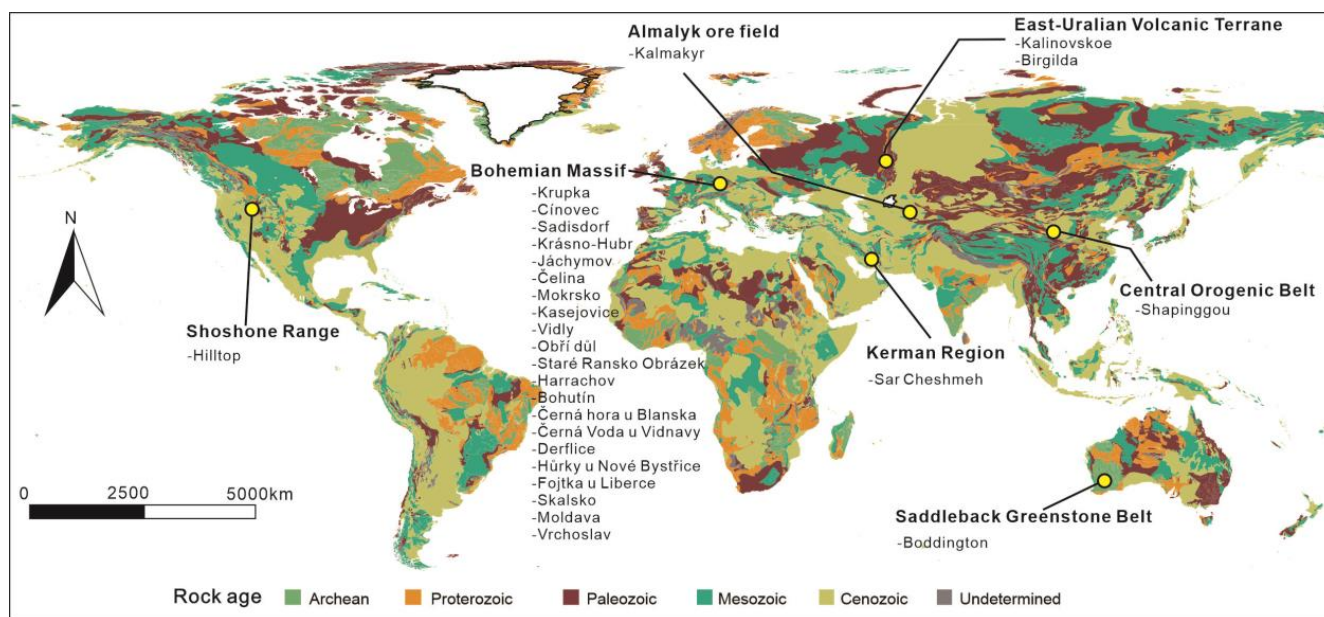 East-Uralian Volcanic Terrane
-Kalinovskoe
-Birgilda
Almalyk ore field
-Kalmakyr
Bohemian Massif
-Krupka
-Cínovec
-Sadisdorf
-Krásno-Hubr
-Jáchymov
-Čelina
-Mokrsko
-Kasejovice
-Vidly
-Obří důl
-Staré Ransko Obrázek
-Harrachov
-Bohutín
-Černá hora u Blanska
-Černá Voda u Vidnavy
-Derflice
-Hůrky u Nové Bystřice
-Fojtka u Liberce
-Skalsko
-Moldava
-Vrchoslav
N
Shoshone Range
-Hilltop
Central Orogenic Belt
-Shapinggou
Kerman Region
-Sar Cheshmeh
0 2500 5000km
Saddleback Greenstone Belt
-Boddington
Rock age Archean Proterozoic Paleozoic Mesozoic Cenozoic Undetermined